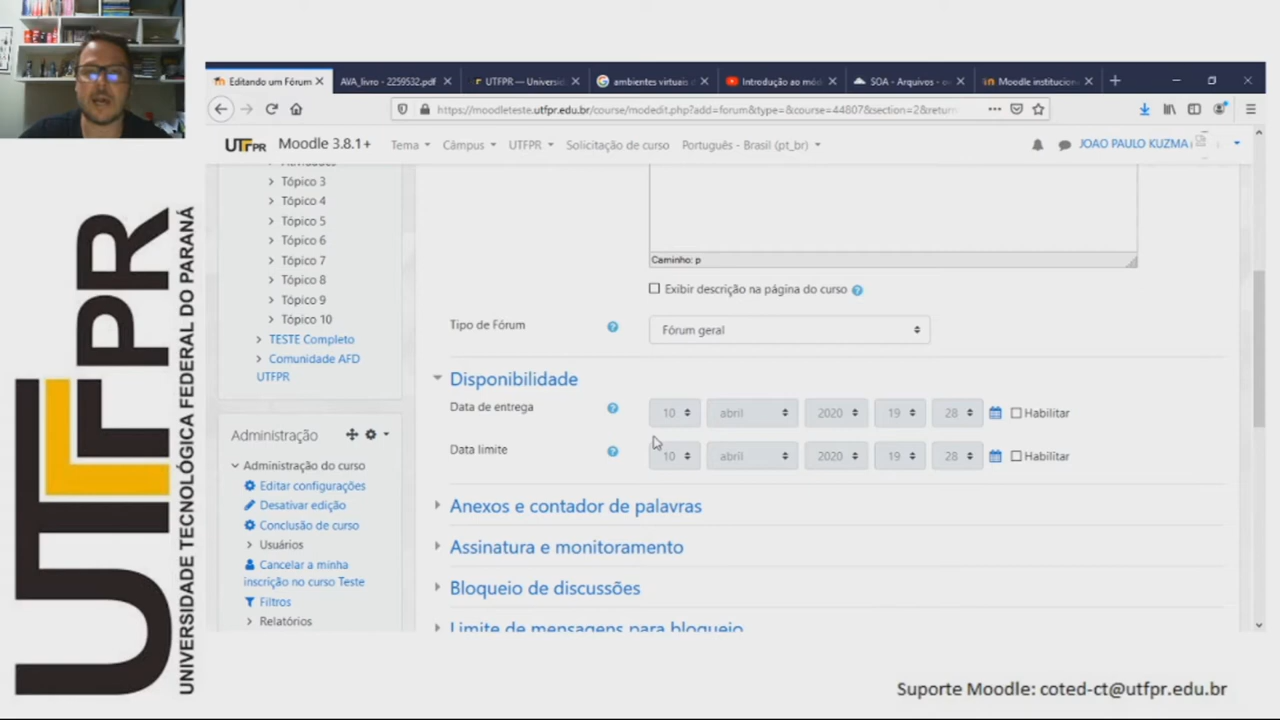 Editando um Fórum
AVA_livro - 2259532.pdf
UTFPR — Universi
ambientes virtuais d
Introdução ao mó
SOA - Arquivos - o
Moodle institucion
https://moodleteste.utfpr.edu.br/course/modedit.php?add=forum&type=&course=44807&section=2&return
UTFPR Moodle 3.8.1+ Tema Câmpus UTFPR Solicitação de curso Português - Brasil (pt_br) JOAO PAULO KUZMA
Atividades
Tópico 3
Tópico 4
Tópico 5
Tópico 6
Tópico 7
Tópico 8
Tópico 9
Tópico 10
TESTE Completo
Comunidade AFD
UTFPR
Administração
Administração do curso
Editar configurações
Desativar edição
Conclusão de curso
Usuários
Cancelar a minha
inscrição no curso Teste
Filtros
Relatórios
Caminho: p
Exibir descrição na página do curso
Tipo de Fórum Fórum geral
Disponibilidade
Data de entrega 10 abril 2020 19 28 Habilitar
Data limite 10 abril 2020 19 28 Habilitar
Anexos e contador de palavras
Assinatura e monitoramento
Bloqueio de discussões
Limite de mensagens para bloqueio
UTFPR
UNIVERSIDADE TECNOLÓGICA FEDERAL DO PARANÁ
Suporte Moodle: coted-ct@utfpr.edu.br